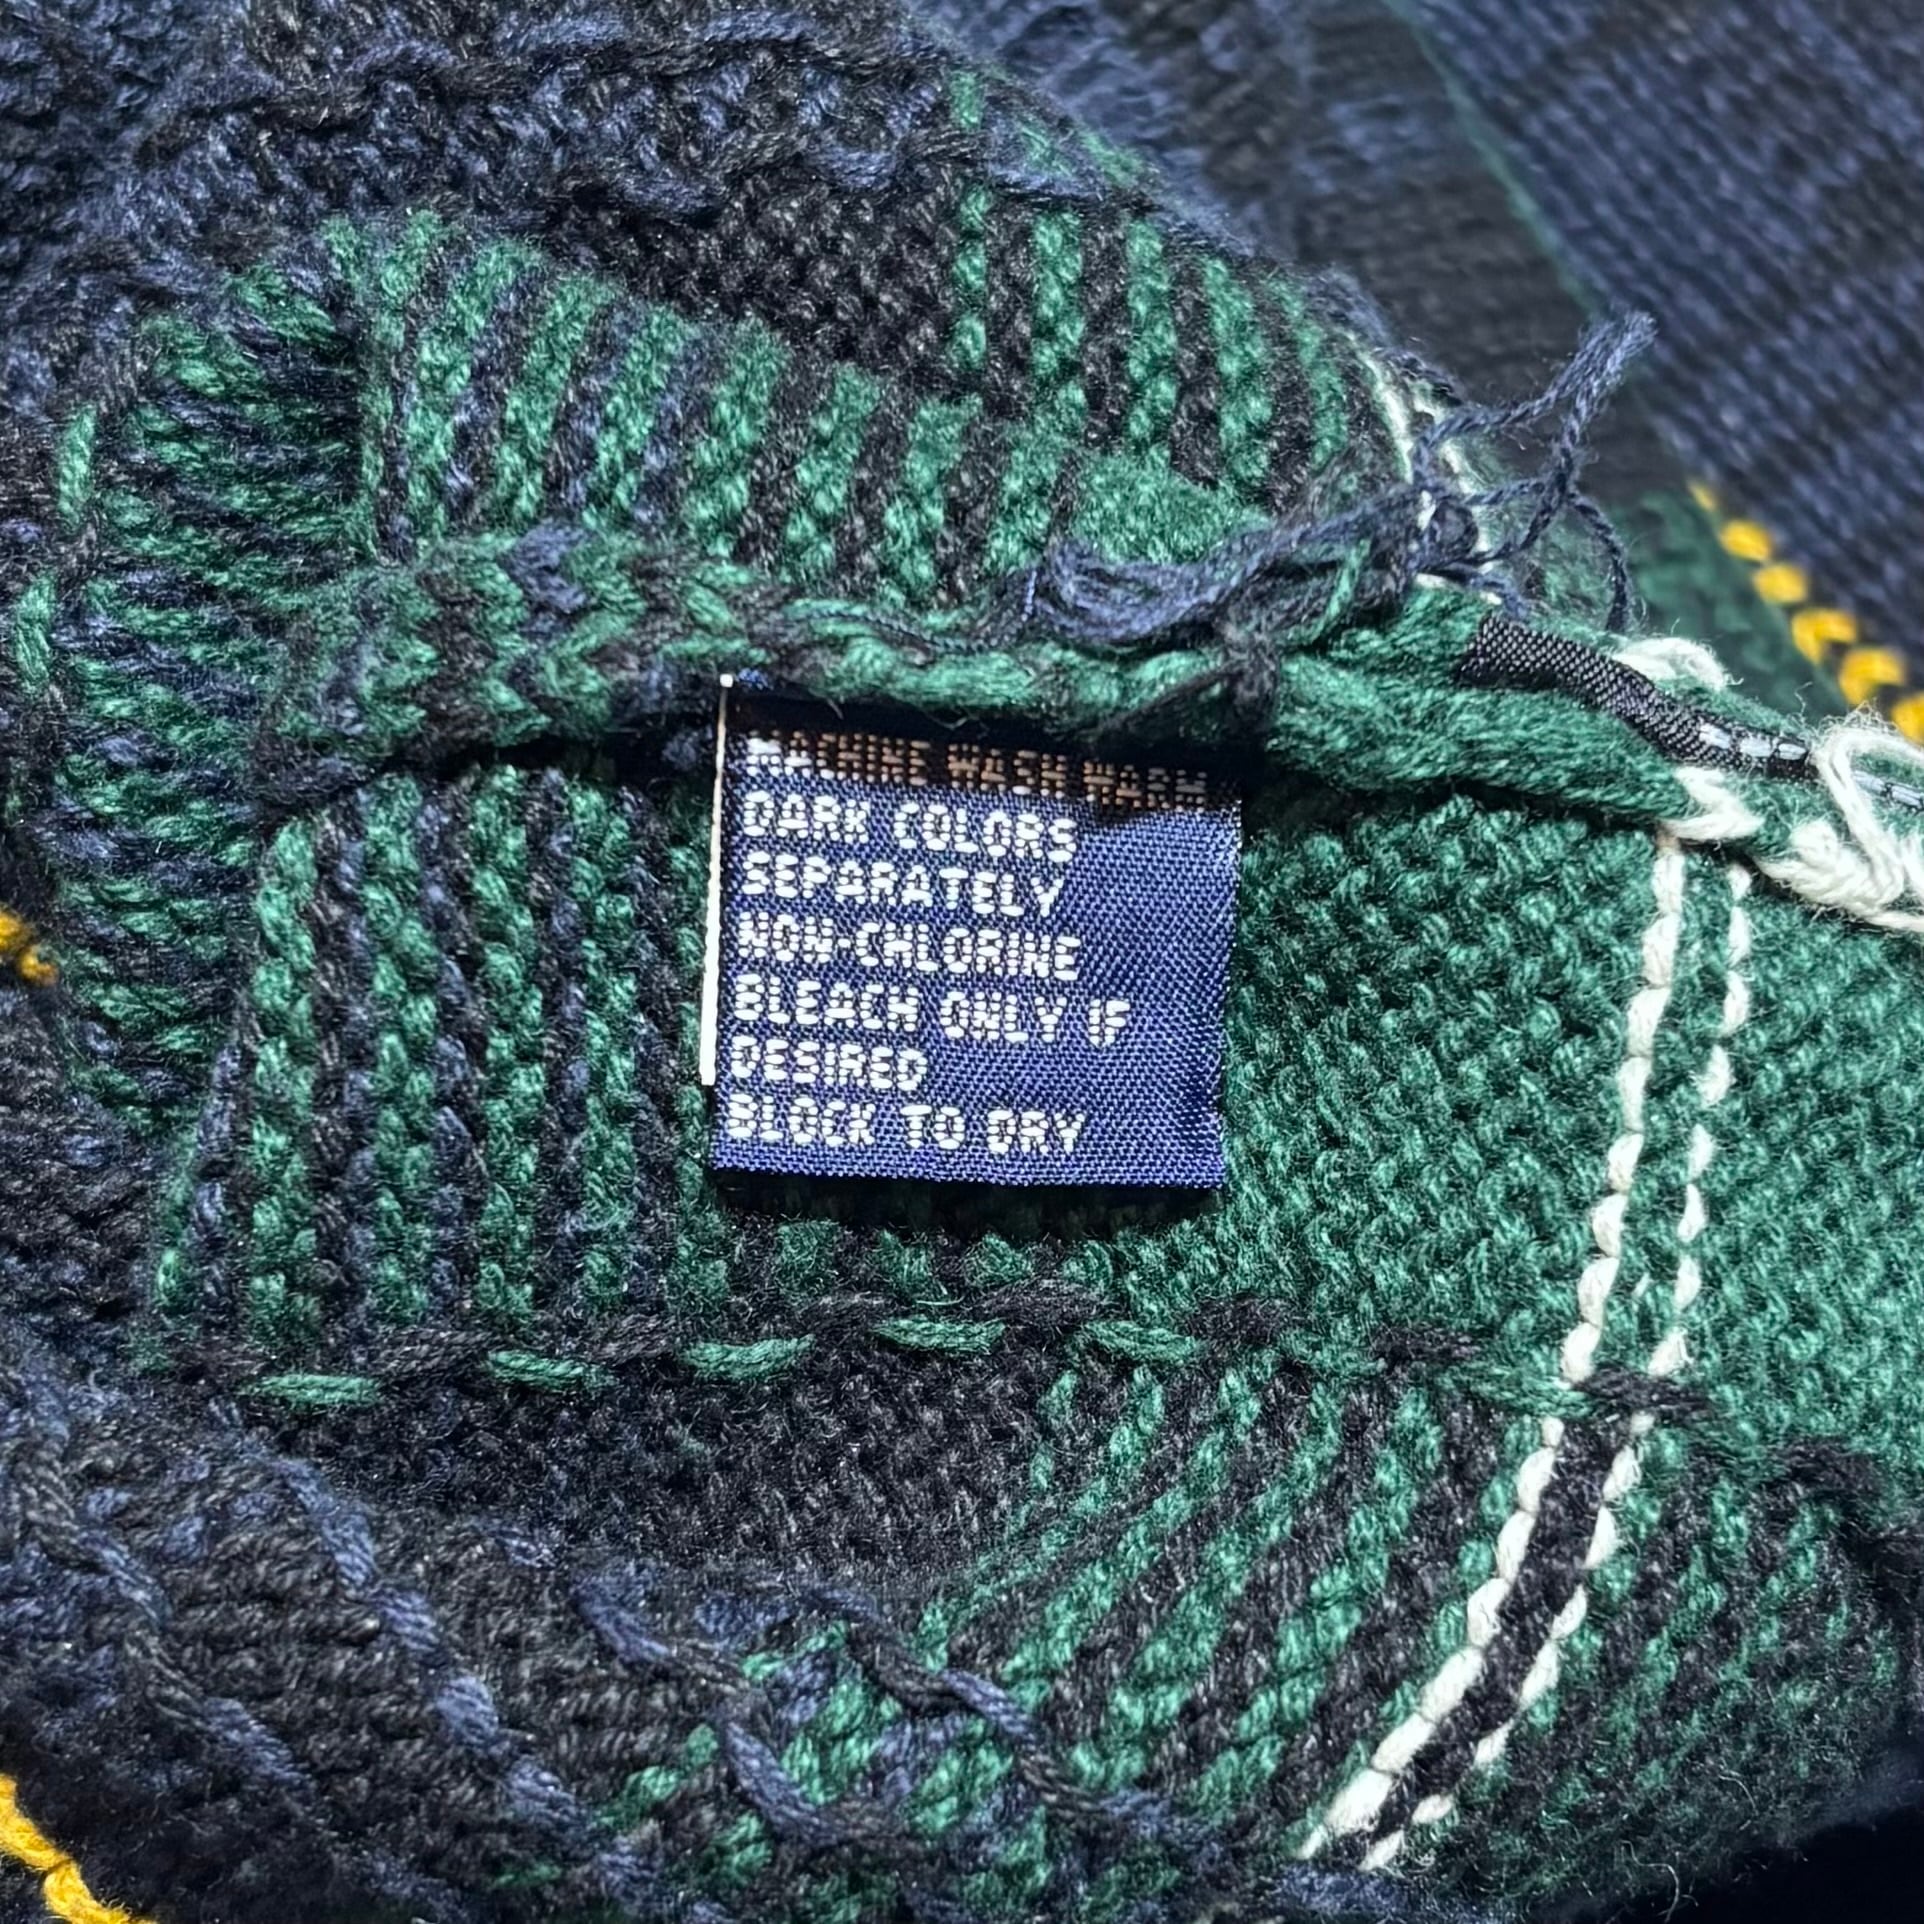 MACHINE WASH WARM
DARK COLORS
SEPARATELY
NON-CHLORINE
BLEACH ONLY IF
DESIRED
BLOCK TO DRY